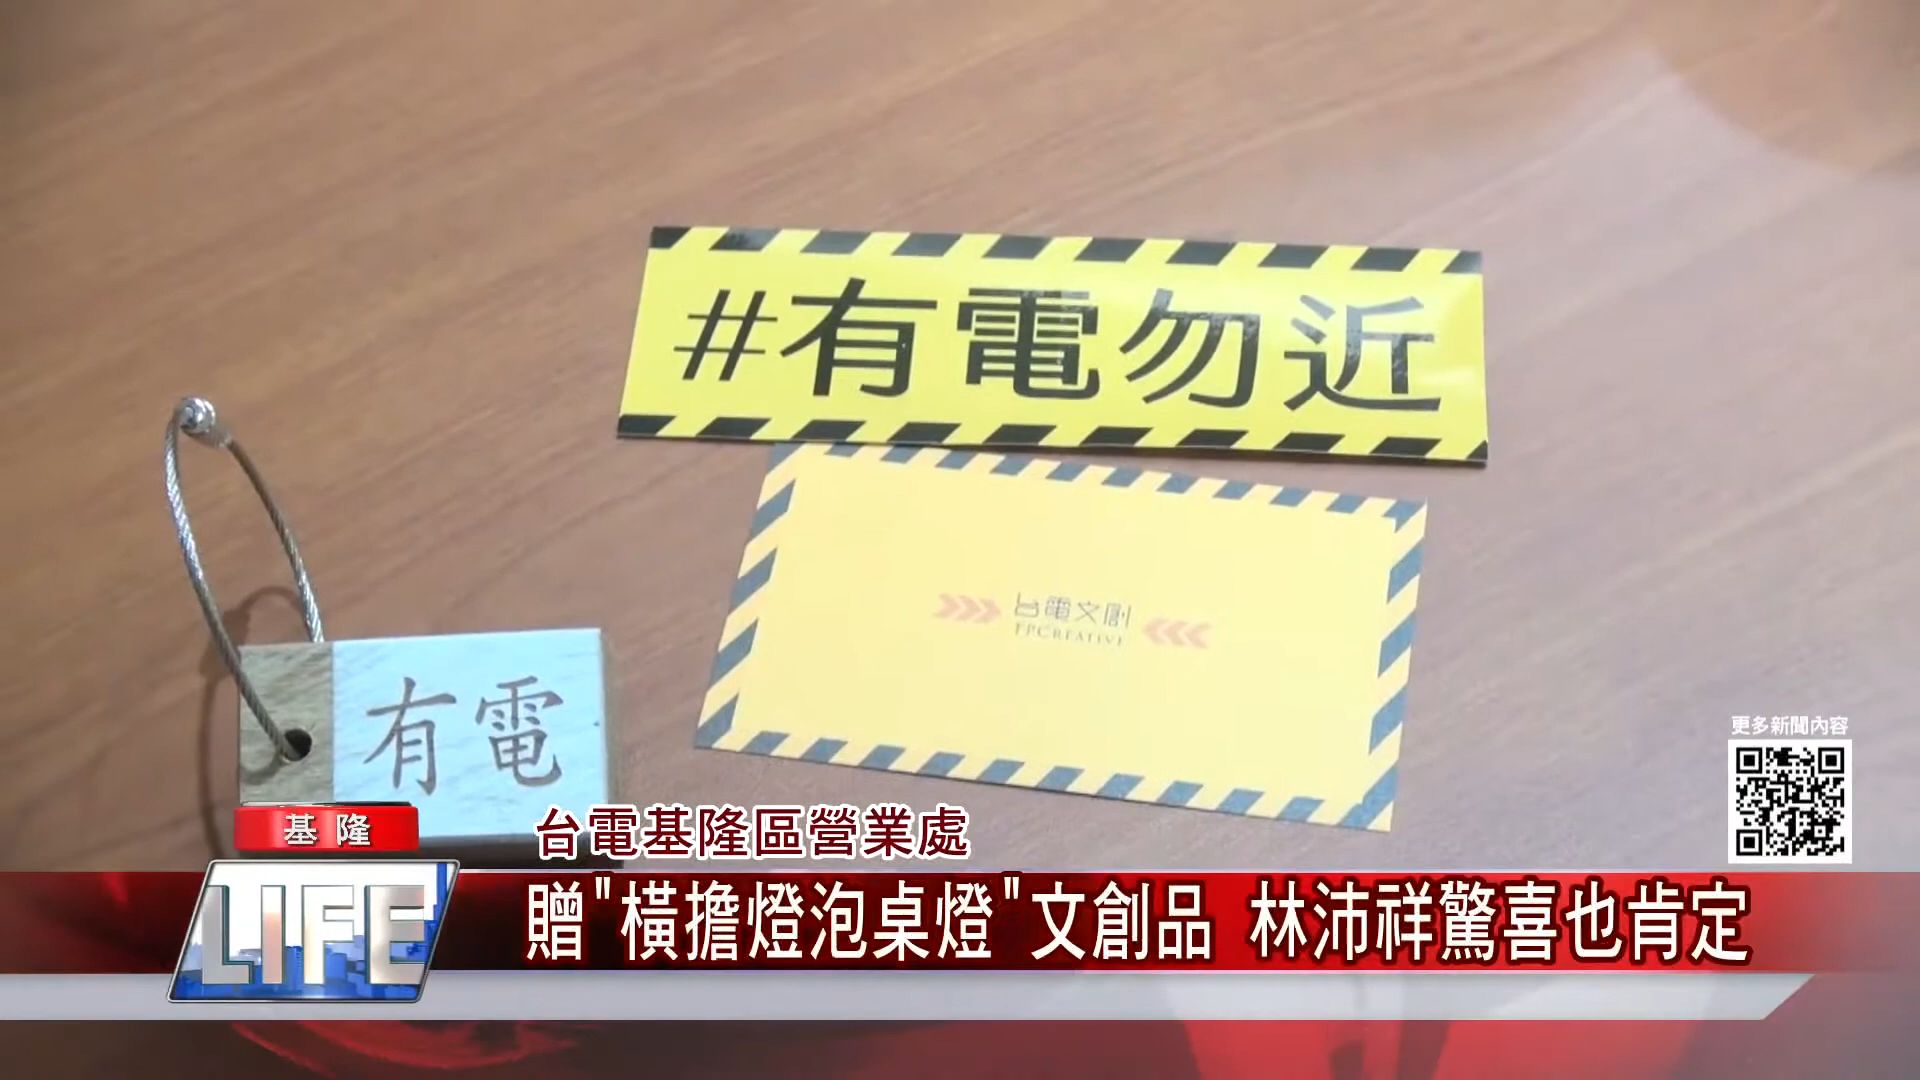 #有電勿近
台電文創
TPCREATIVE
有電
更多新聞內容
基隆
LIFE
台電基隆區營業處
贈"橫擔燈泡桌燈"文創品 林沛祥驚喜也肯定